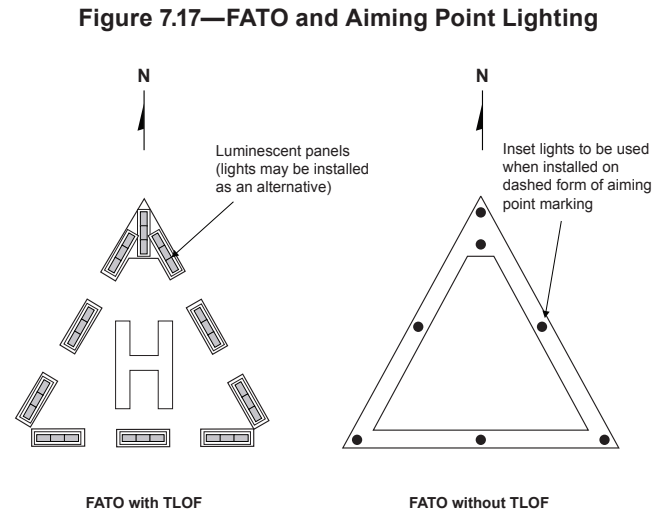 Figure 7.17—FATO and Aiming Point Lighting
N
N
Luminescent panels
(lights may be installed
as an alternative)
Inset lights to be used
when installed on
dashed form of aiming
point marking
H
FATO with TLOF
FATO without TLOF